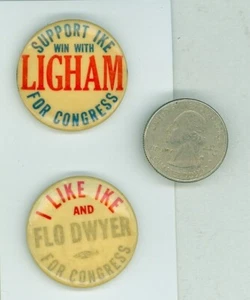 SUPPORT IKE
WIN WITH
LIGHAM
FOR CONGRESS
I LIKE IKE
AND
FLO DWYER
FOR CONGRESS